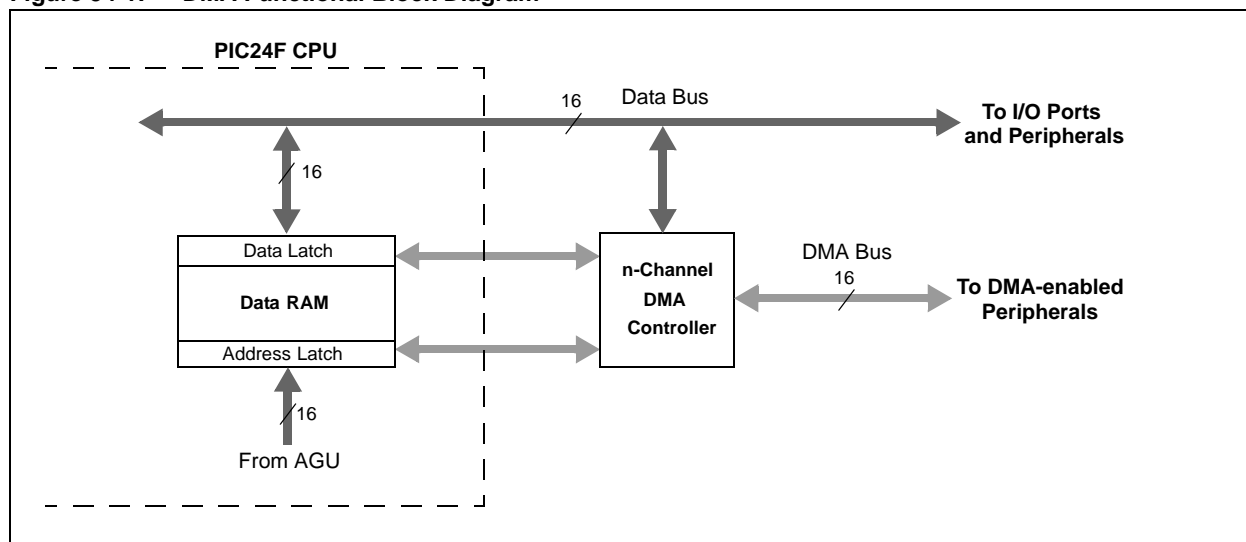 PIC24F CPU
16
Data Bus
To I/O Ports
and Peripherals
16
Data Latch
Data RAM
Address Latch
n-Channel
DMA
Controller
DMA Bus
16
To DMA-enabled
Peripherals
16
From AGU